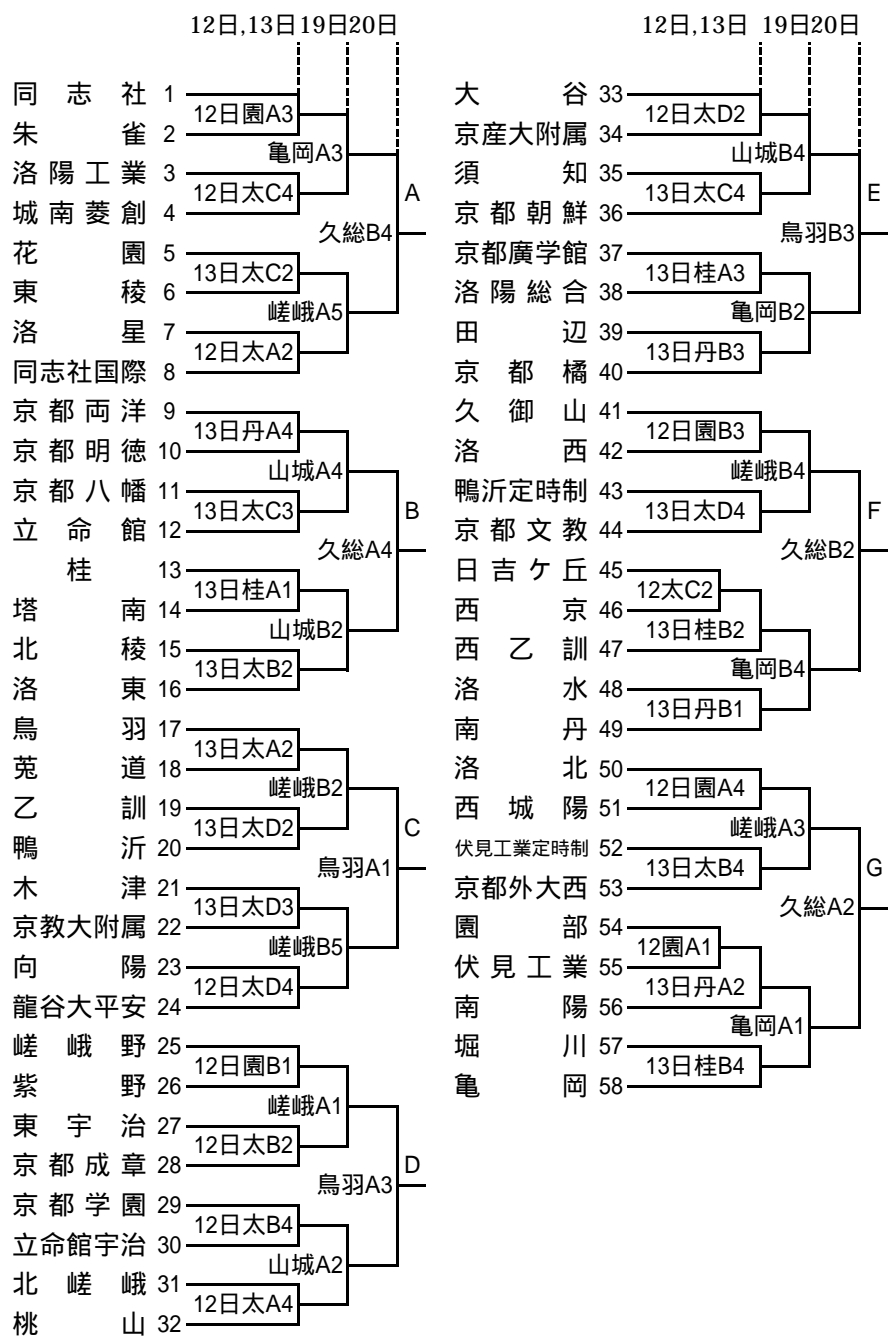 12日,13日 19日 20日
同志社 1
12日園A3
朱雀 2
亀岡A3
洛陽工業 3
12日太C4
城南菱創 4
A
久総B4
花園 5
13日太C2
東稜 6
嵯峨A5
洛星 7
12日太A2
同志社国際 8
京都両洋 9
13日丹A4
京都明徳 10
山城A4
京都八幡 11
13日太C3
立命館 12
B
久総A4
桂 13
13日桂A1
塔南 14
山城B2
北稜 15
13日太B2
洛東 16
鳥羽 17
13日太A2
莵道 18
嵯峨B2
乙訓 19
13日太D2
鴨沂 20
C
鳥羽A1
木津 21
13日太D3
京教大附属 22
嵯峨B5
向陽 23
12日太D4
龍谷大平安 24
嵯峨野 25
12日園B1
紫野 26
嵯峨A1
東宇治 27
12日太B2
京都成章 28
D
鳥羽A3
京都学園 29
12日太B4
立命館宇治 30
山城A2
北嵯峨 31
12日太A4
桃山 32
12日,13日 19日 20日
大谷 33
12日太D2
京産大附属 34
山城B4
須知 35
13日太C4
京都朝鮮 36
E
鳥羽B3
京都廣学館 37
13日桂A3
洛陽総合 38
亀岡B2
田辺 39
13日丹B3
京都橘 40
久御山 41
12日園B3
洛西 42
嵯峨B4
鴨沂定時制 43
13日太D4
京都文教 44
F
久総B2
日吉ケ丘 45
12太C2
西京 46
13日桂B2
西乙訓 47
亀岡B4
洛水 48
13日丹B1
南丹 49
洛北 50
12日園A4
西城陽 51
嵯峨A3
伏見工業定時制 52
13日太B4
京都外大西 53
G
久総A2
園部 54
12園A1
伏見工業 55
13日丹A2
南陽 56
亀岡A1
堀川 57
13日桂B4
亀岡 58